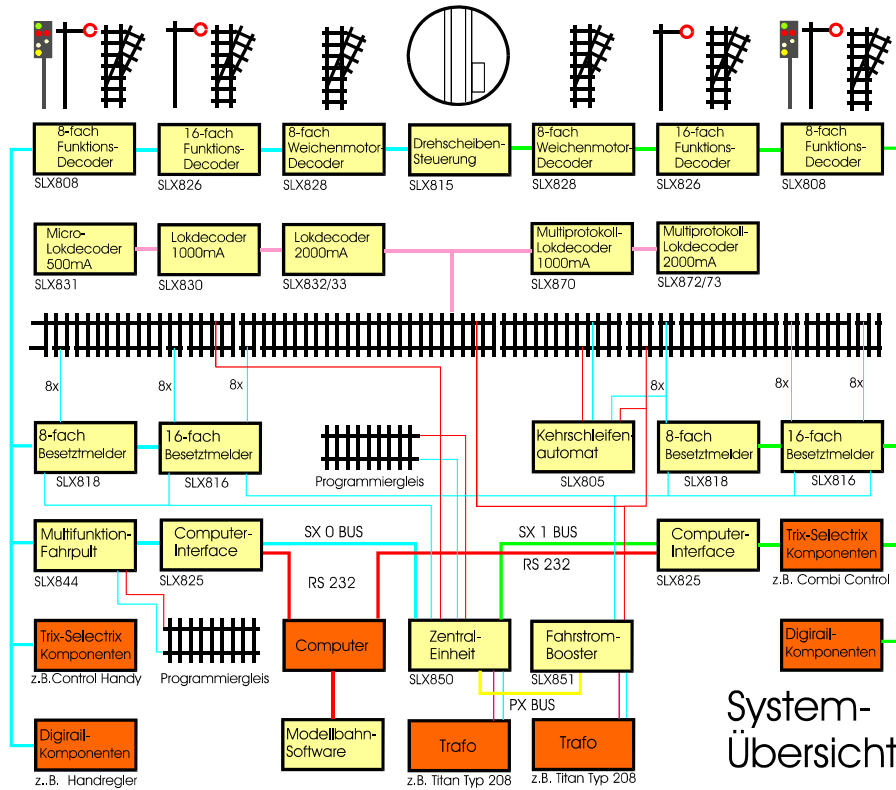 8-fach
Funktions-
Decoder
SLX808
16-fach
Funktions-
Decoder
SLX826
8-fach
Weichenmotor-
Decoder
SLX828
Drehscheiben-
Steuerung
SLX815
8-fach
Weichenmotor-
Decoder
SLX828
16-fach
Funktions-
Decoder
SLX826
8-fach
Funktions-
Decoder
SLX808
Micro-
Lokdecoder
500mA
SLX831
Lokdecoder
1000mA
SLX830
Lokdecoder
2000mA
SLX832/33
Multiprotokoll-
Lokdecoder
1000mA
SLX870
Multiprotokoll-
Lokdecoder
2000mA
SLX872/73
8x
8x
8x
8x
8x
8x
8-fach
Besetztmelder
SLX818
16-fach
Besetztmelder
SLX816
Programmiergleis
Kehrschleifen-
automat
SLX805
8-fach
Besetztmelder
SLX818
16-fach
Besetztmelder
SLX816
Multifunktion-
Fahrpult
SLX844
Computer-
Interface
SLX825
SX 0 BUS
RS 232
SX 1 BUS
RS 232
Computer-
Interface
SLX825
Trix-Selectrix
Komponenten
z.B. Combi Control
Trix-Selectrix
Komponenten
z.B.Control Handy
Programmiergleis
Computer
Zentral-
Einheit
SLX850
Fahrstrom-
Booster
SLX851
Digirail-
Komponenten
PX BUS
Digirail-
Komponenten
z..B. Handregler
Modellbahn-
Software
Trafo
z.B. Titan Typ 208
Trafo
z.B. Titan Typ 208
System-
Übersicht